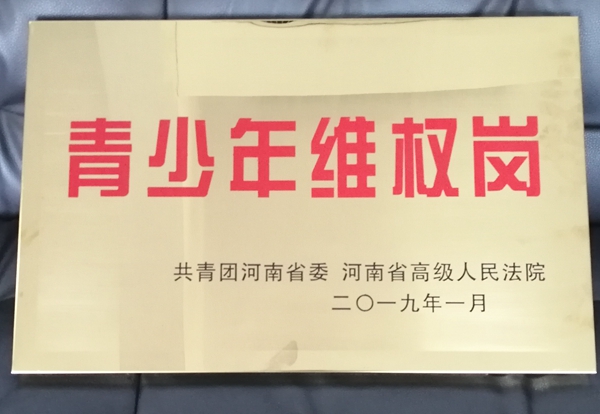 青少年维权岗
共青团河南省委 河南省高级人民法院
二〇一九年一月